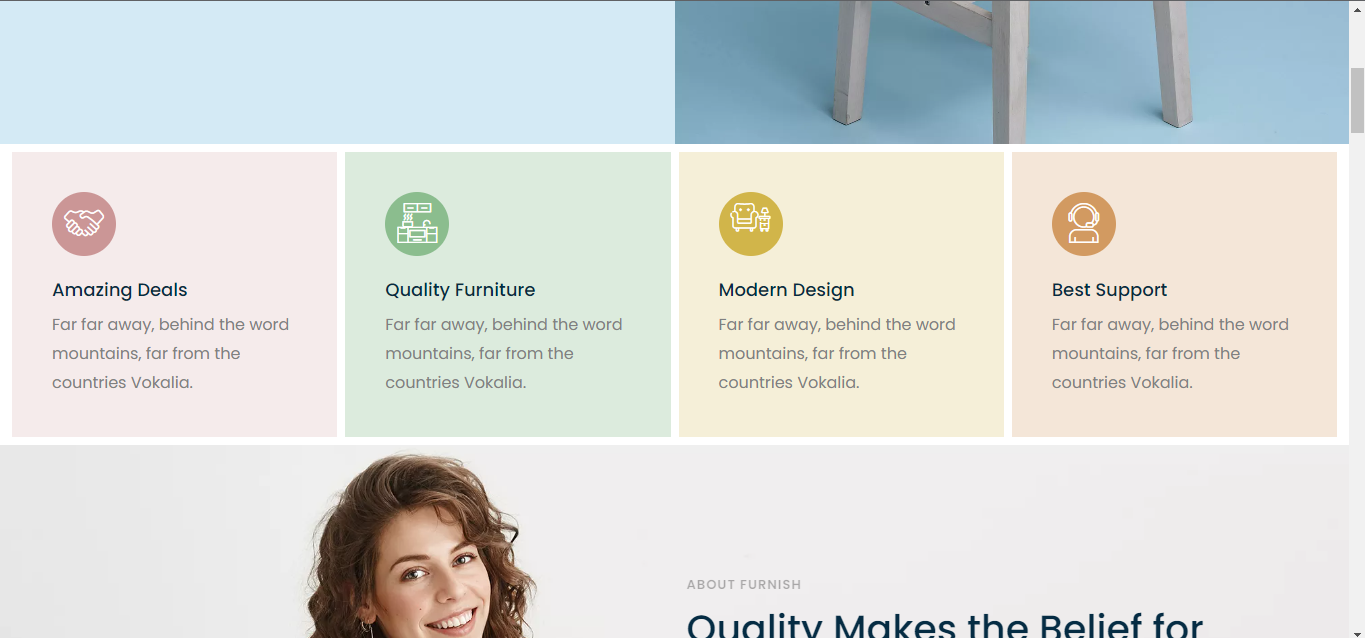 Amazing Deals
Far far away, behind the word
mountains, far from the
countries Vokalia.
Quality Furniture
Far far away, behind the word
mountains, far from the
countries Vokalia.
Modern Design
Far far away, behind the word
mountains, far from the
countries Vokalia.
Best Support
Far far away, behind the word
mountains, far from the
countries Vokalia.
ABOUT FURNISH
Quality Makes the Belief for